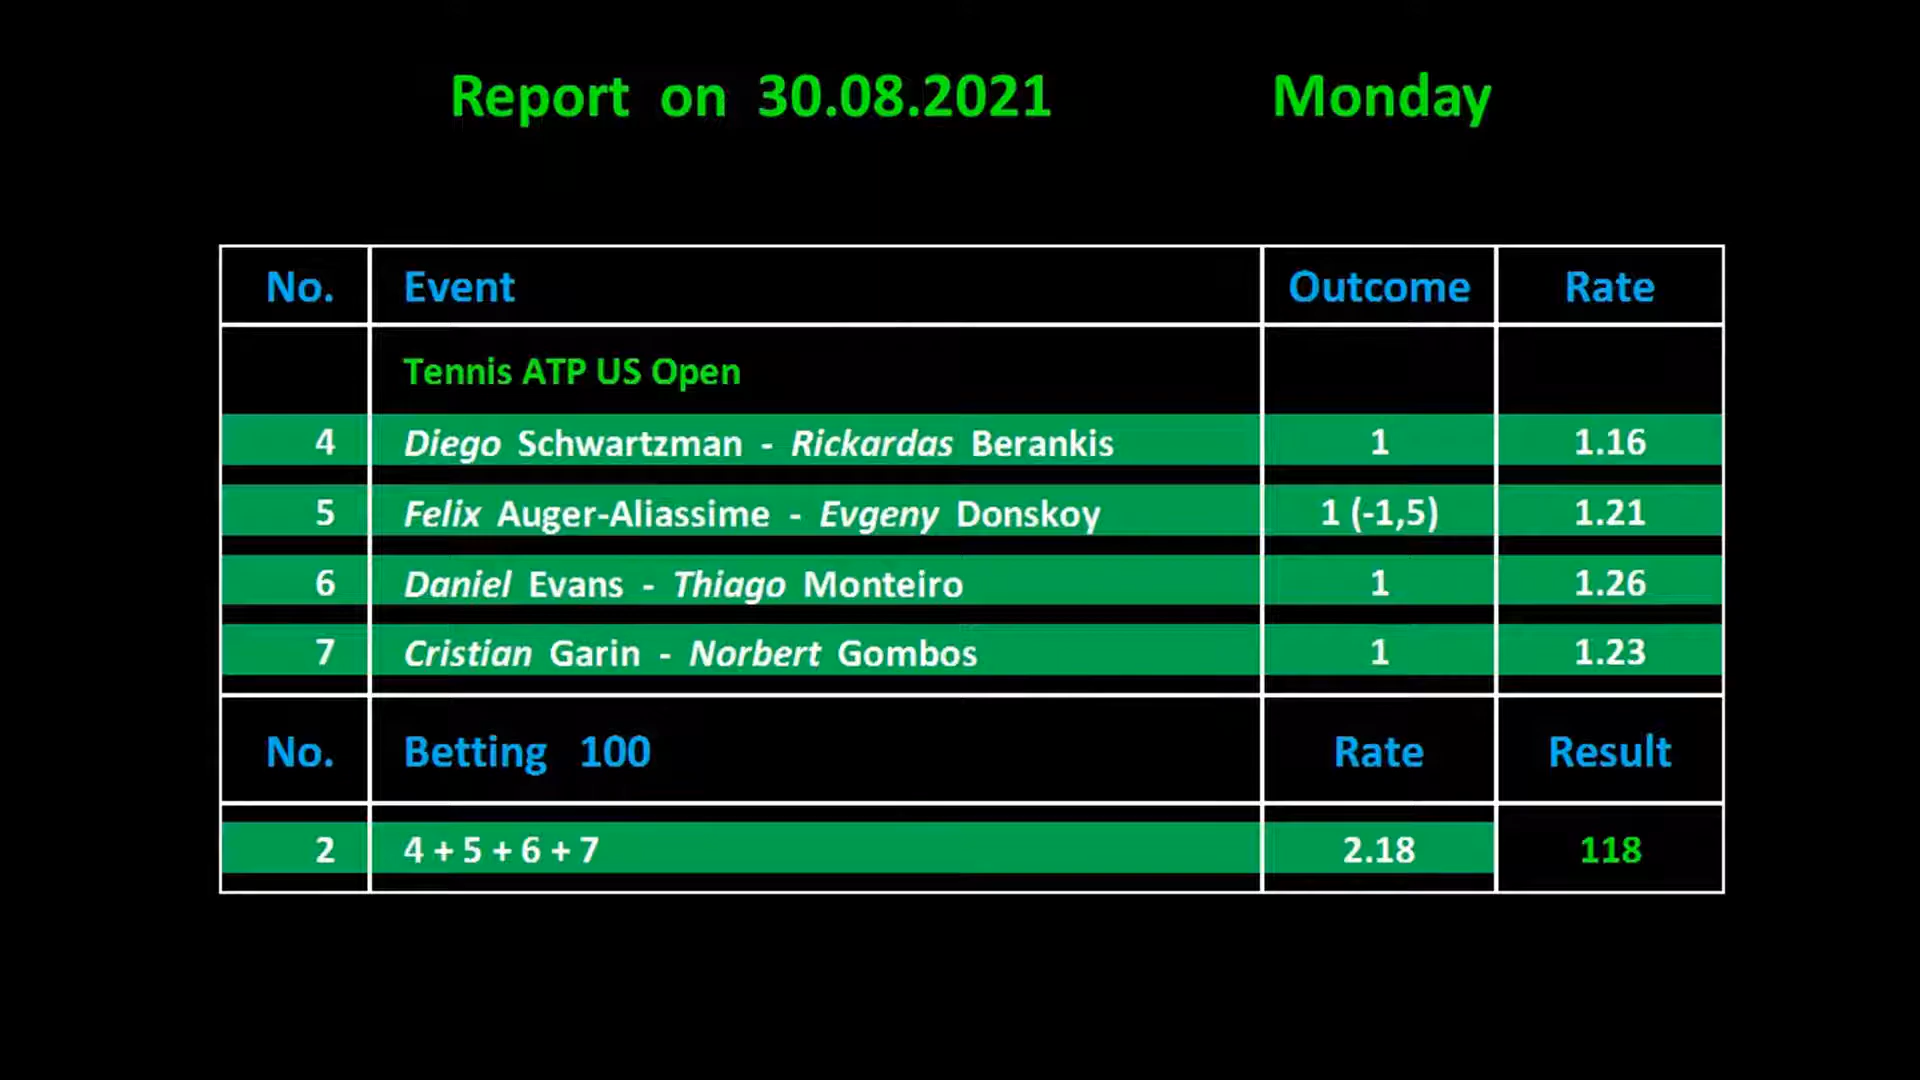 Report on 30.08.2021 Monday
No. Event Outcome Rate
Tennis ATP US Open
4 Diego Schwartzman - Rickardas Berankis 1 1.16
5 Felix Auger-Aliassime - Evgeny Donskoy 1 (-1,5) 1.21
6 Daniel Evans - Thiago Monteiro 1 1.26
7 Cristian Garin - Norbert Gombos 1 1.23
No. Betting 100 Rate Result
2 4 + 5 + 6 + 7 2.18 118